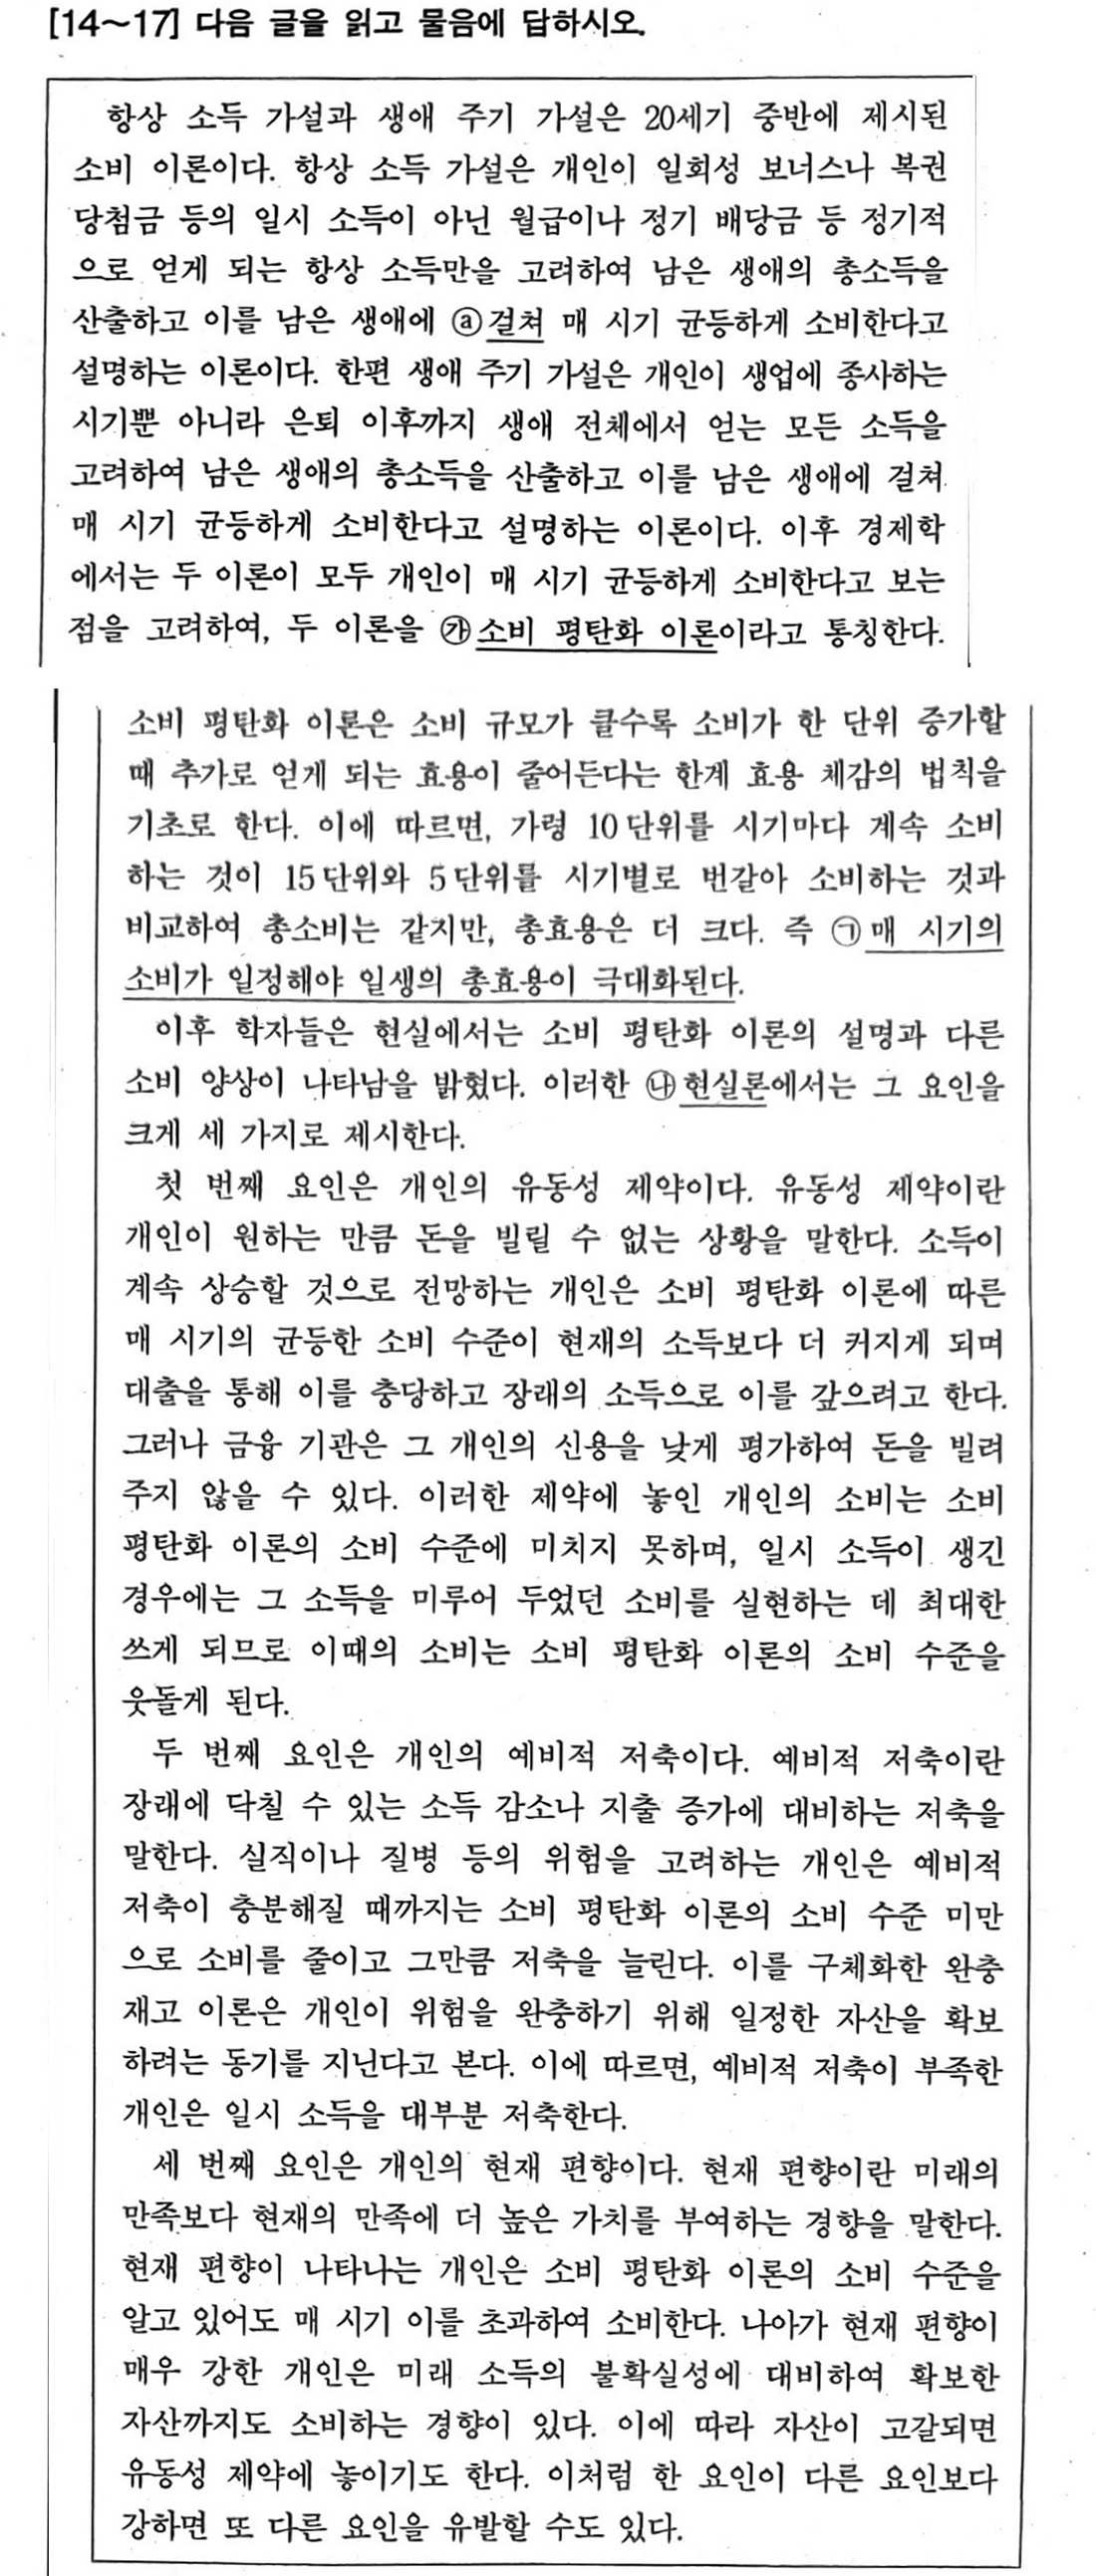 [14~17] 다음 글을 읽고 물음에 답하시오.
항상 소득 가설과 생애 주기 가설은 20세기 중반에 제시된
소비 이론이다. 항상 소득 가설은 개인이 일회성 보너스나 복권
당첨금 등의 일시 소득이 아닌 월급이나 정기 배당금 등 정기적
으로 얻게 되는 항상 소득만을 고려하여 남은 생애의 총소득을
산출하고 이를 남은 생애에 ⓐ걸쳐 매 시기 균등하게 소비한다고
설명하는 이론이다. 한편 생애 주기 가설은 개인이 생업에 종사하는
시기뿐 아니라 은퇴 이후까지 생애 전체에서 얻는 모든 소득을
고려하여 남은 생애의 총소득을 산출하고 이를 남은 생애에 걸쳐
매 시기 균등하게 소비한다고 설명하는 이론이다. 이후 경제학
에서는 두 이론이 모두 개인이 매 시기 균등하게 소비한다고 보는
점을 고려하여, 두 이론을 ㉮소비 평탄화 이론이라고 통칭한다.
소비 평탄화 이론은 소비 규모가 클수록 소비가 한 단위 증가할
때 추가로 얻게 되는 효용이 줄어든다는 한계 효용 체감의 법칙을
기초로 한다. 이에 따르면, 가령 10단위를 시기마다 계속 소비
하는 것이 15단위와 5단위를 시기별로 번갈아 소비하는 것과
비교하여 총소비는 같지만, 총효용은 더 크다. 즉 ㉠매 시기의
소비가 일정해야 일생의 총효용이 극대화된다.
이후 학자들은 현실에서는 소비 평탄화 이론의 설명과 다른
소비 양상이 나타남을 밝혔다. 이러한 ㉯현실론에서는 그 요인을
크게 세 가지로 제시한다.
첫 번째 요인은 개인의 유동성 제약이다. 유동성 제약이란
개인이 원하는 만큼 돈을 빌릴 수 없는 상황을 말한다. 소득이
계속 상승할 것으로 전망하는 개인은 소비 평탄화 이론에 따른
매 시기의 균등한 소비 수준이 현재의 소득보다 더 커지게 되며
대출을 통해 이를 충당하고 장래의 소득으로 이를 갚으려고 한다.
그러나 금융 기관은 그 개인의 신용을 낮게 평가하여 돈을 빌려
주지 않을 수 있다. 이러한 제약에 놓인 개인의 소비는 소비
평탄화 이론의 소비 수준에 미치지 못하며, 일시 소득이 생긴
경우에는 그 소득을 미루어 두었던 소비를 실현하는 데 최대한
쓰게 되므로 이때의 소비는 소비 평탄화 이론의 소비 수준을
웃돌게 된다.
두 번째 요인은 개인의 예비적 저축이다. 예비적 저축이란
장래에 닥칠 수 있는 소득 감소나 지출 증가에 대비하는 저축을
말한다. 실직이나 질병 등의 위험을 고려하는 개인은 예비적
저축이 충분해질 때까지는 소비 평탄화 이론의 소비 수준 미만
으로 소비를 줄이고 그만큼 저축을 늘린다. 이를 구체화한 완충
재고 이론은 개인이 위험을 완충하기 위해 일정한 자산을 확보
하려는 동기를 지닌다고 본다. 이에 따르면, 예비적 저축이 부족한
개인은 일시 소득을 대부분 저축한다.
세 번째 요인은 개인의 현재 편향이다. 현재 편향이란 미래의
만족보다 현재의 만족에 더 높은 가치를 부여하는 경향을 말한다.
현재 편향이 나타나는 개인은 소비 평탄화 이론의 소비 수준을
알고 있어도 매 시기 이를 초과하여 소비한다. 나아가 현재 편향이
매우 강한 개인은 미래 소득의 불확실성에 대비하여 확보한
자산까지도 소비하는 경향이 있다. 이에 따라 자산이 고갈되면
유동성 제약에 놓이기도 한다. 이처럼 한 요인이 다른 요인보다
강하면 또 다른 요인을 유발할 수도 있다.